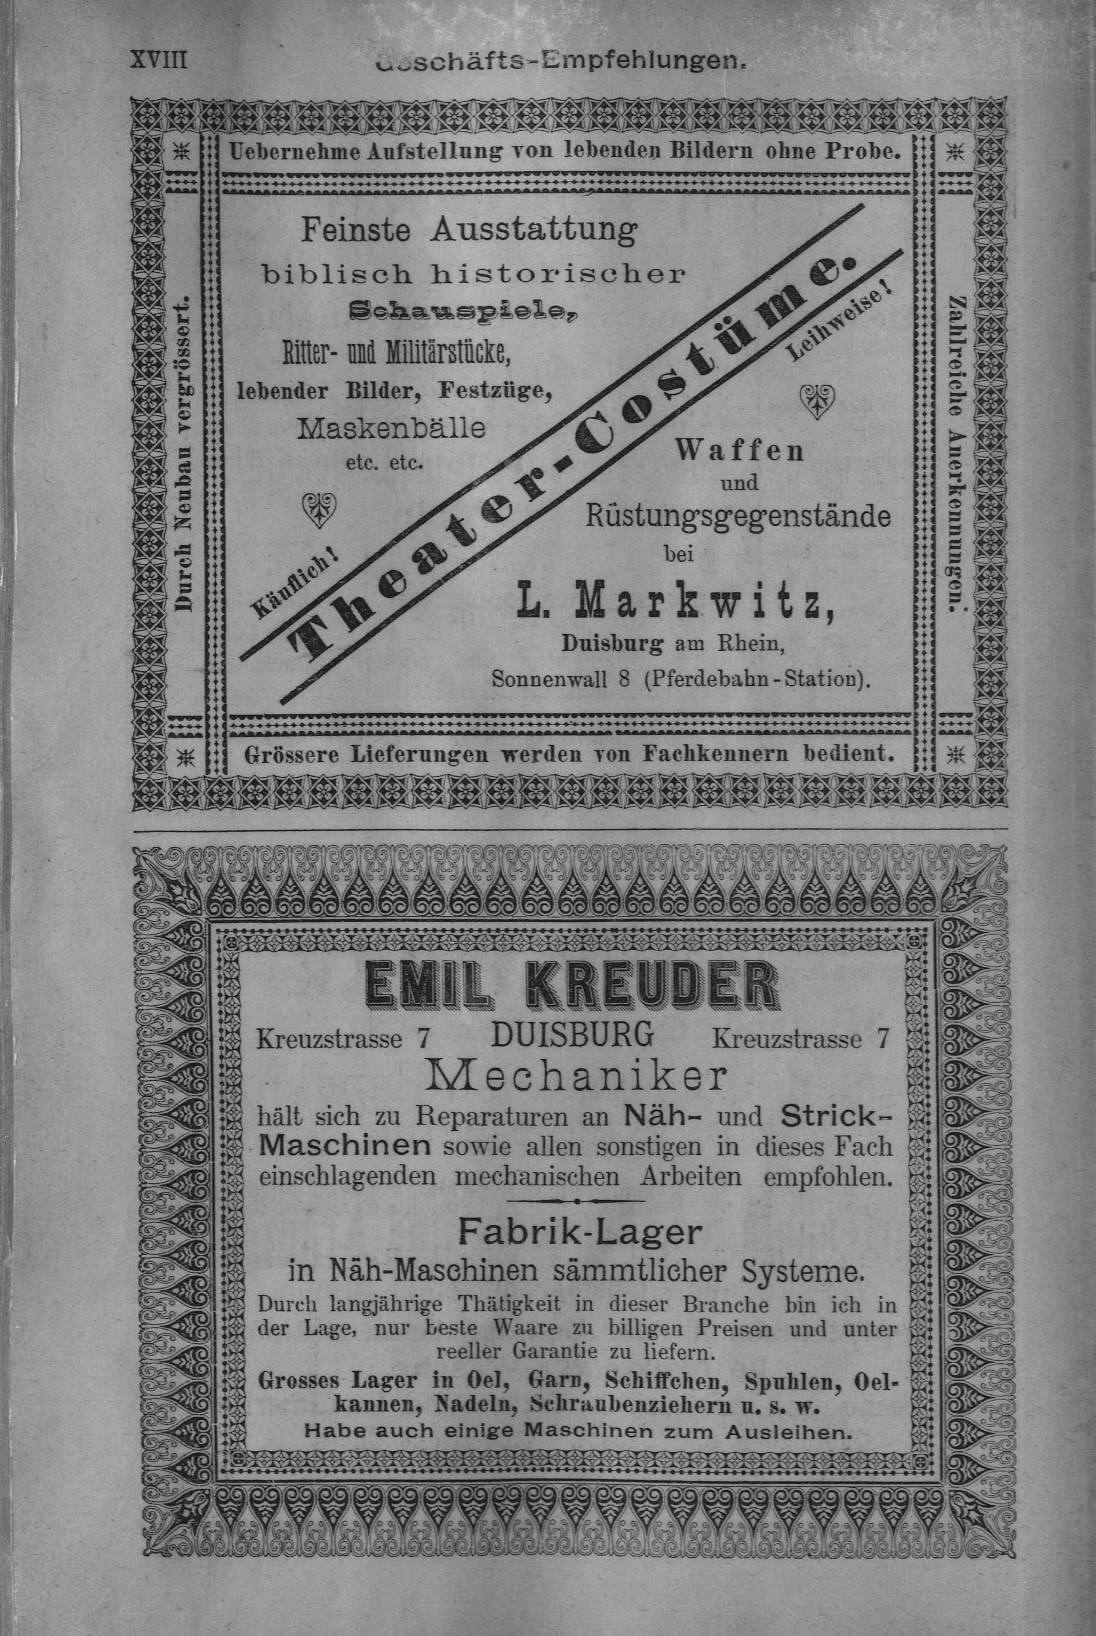 XVIII
Geschäfts-Empfehlungen.
Uebernehme Aufstellung von lebenden Bildern ohne Probe.
Durch Neubau vergrössert.
Feinste Ausstattung
biblisch historischer
Schauspiele,
Ritter- und Militärstücke,
lebender Bilder, Festzüge,
Maskenbälle
etc. etc.
Käuflich!
Theater-Costüme.
Leihweise!
Waffen
und
Rüstungsgegenstände
bei
L. Markwitz,
Duisburg am Rhein,
Sonnenwall 8 (Pferdebahn-Station).
Zahlreiche Anerkennungen.
Grössere Lieferungen werden von Fachkennern bedient.
EMIL KREUDER
Kreuzstrasse 7 DUISBURG Kreuzstrasse 7
Mechaniker
hält sich zu Reparaturen an Näh- und Strick-
Maschinen sowie allen sonstigen in dieses Fach
einschlagenden mechanischen Arbeiten empfohlen.
Fabrik-Lager
in Näh-Maschinen sämmtlicher Systeme.
Durch langjährige Thätigkeit in dieser Branche bin ich in
der Lage, nur beste Waare zu billigen Preisen und unter
reeller Garantie zu liefern.
Grosses Lager in Oel, Garn, Schiffchen, Spuhlen, Oel-
kannen, Nadeln, Schraubenziehern u. s. w.
Habe auch einige Maschinen zum Ausleihen.